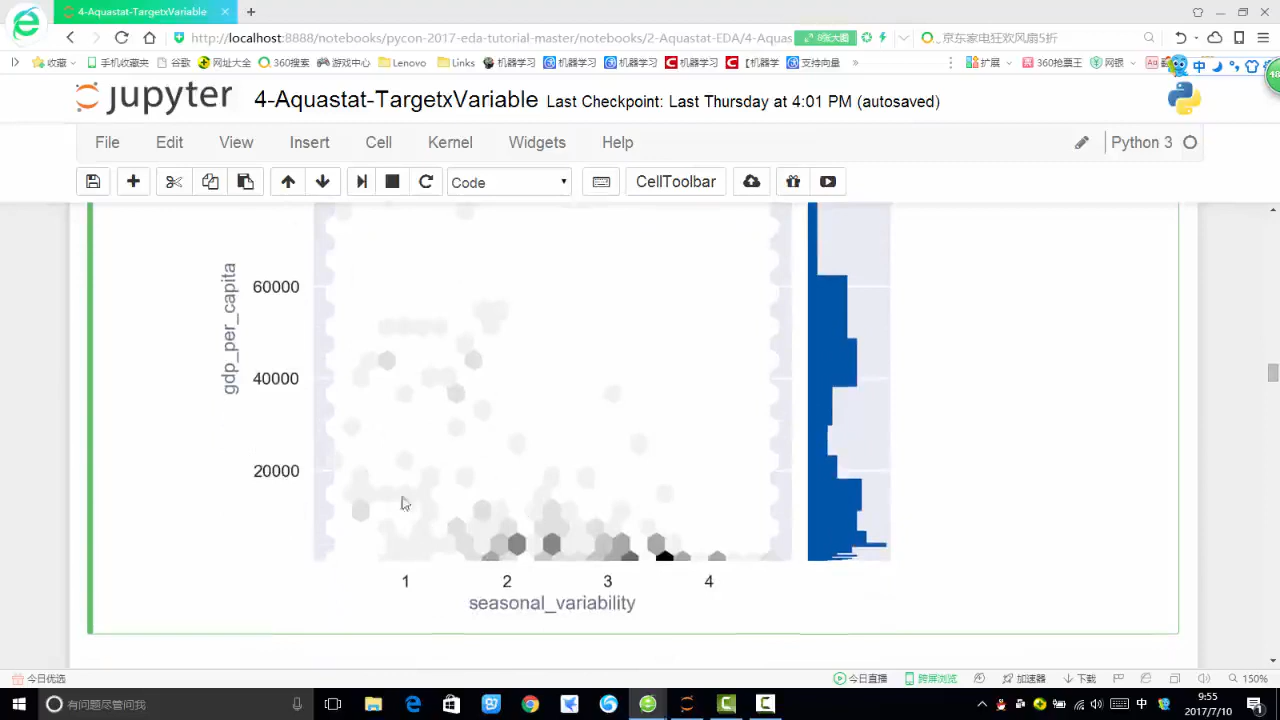 4-Aquastat-TargetxVariable
http://localhost:8888/notebooks/pycon-2017-eda-tutorial-master/notebooks/2-Aquastat-EDA/4-Aquas
8张大图
京东家电狂欢风扇5折
收藏
手机收藏夹
谷歌
网址大全
360搜索
游戏中心
Lenovo
Links
机器学习
机器学习
机器学习
机器学习
【机器学
支持向量
»
扩展
360抢票王
网银
中
48
jupyter
4-Aquastat-TargetxVariable
Last Checkpoint: Last Thursday at 4:01 PM (autosaved)
File
Edit
View
Insert
Cell
Kernel
Widgets
Help
Python 3
Code
CellToolbar
gdp_per_capita
60000
40000
20000
1
2
3
4
seasonal_variability
今日优选
今日直播
跨屏浏览
加速器
下载
150%
有问题尽管问我
中
9:55
2017/7/10